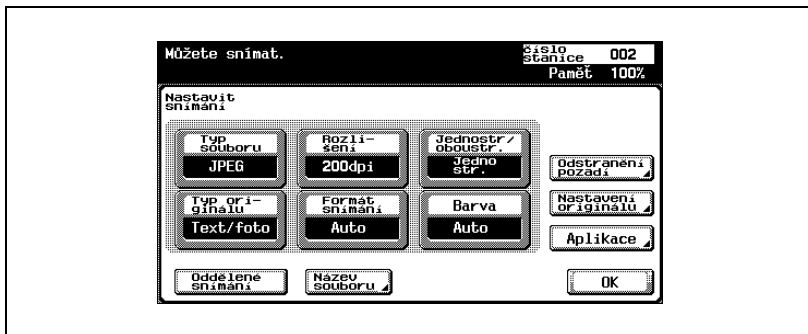 Můžete snímat.
číslo stanice 002
Paměť 100%
Nastavit
snímání
Typ
souboru
JPEG
Rozli-
šení
200dpi
Jednostr/
oboustr.
Jedno
str.
Odstranění
pozadí
Typ ori-
ginálu
Text/foto
Formát
snímání
Auto
Barva
Auto
Nastavení
originálu
Aplikace
Oddělené
snímání
Název
souboru
OK